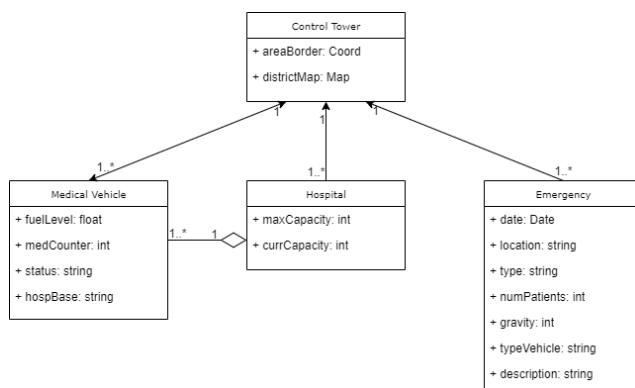 Control Tower
+ areaBorder: Coord
+ districtMap: Map
1
1
1
1..*
1..*
1..*
Medical Vehicle
+ fuelLevel: float
+ medCounter: int
+ status: string
+ hospBase: string
1..*
1
Hospital
+ maxCapacity: int
+ currCapacity: int
Emergency
+ date: Date
+ location: string
+ type: string
+ numPatients: int
+ gravity: int
+ typeVehicle: string
+ description: string